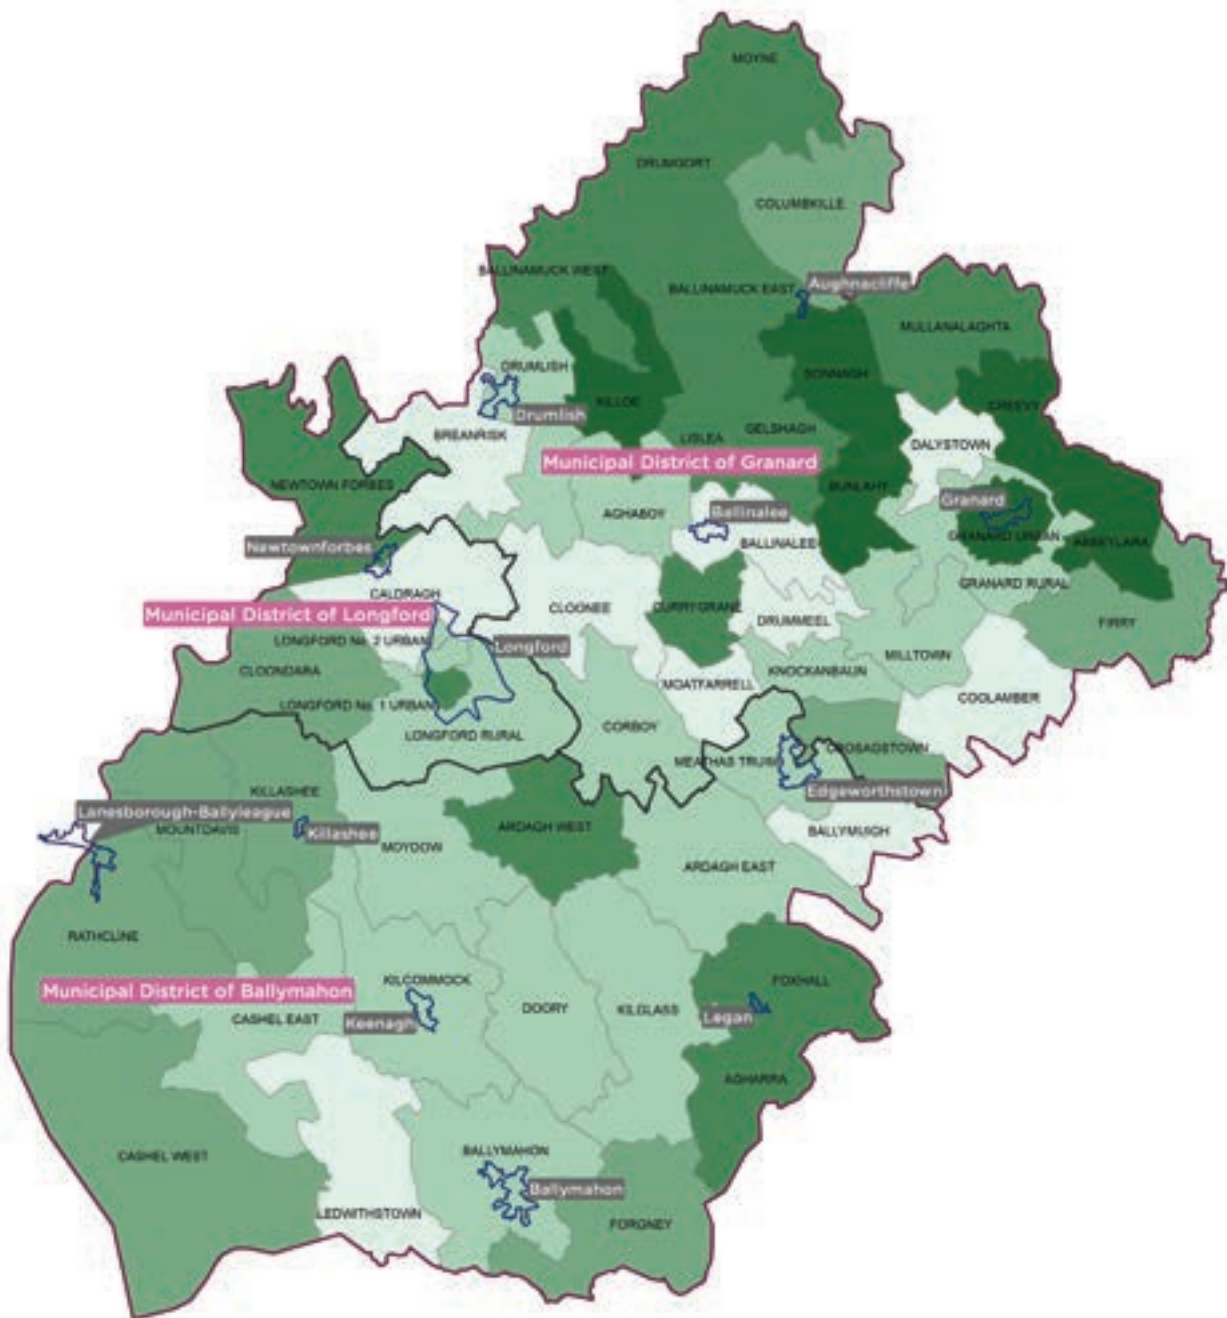 MOYNE
DRUMGORT
COLUMBKILLE
BALLINAMUCK WEST
BALLINAMUCK EAST
Aughnacliffe
MULLANALAGHTA
DRUMLISH
SONNAGH
KILLOE
CREEVY
Drumlish
BREANRISK
LISLEA
GELSHAGH
DALYSTOWN
Municipal District of Granard
NEWTOWN FORBES
BUNLAHY
Granard
AGHABOY
Ballinalee
GRANARD URBAN
ABBEYLARA
BALLINALEE
Newtownforbes
GRANARD RURAL
CALDRAGH
CLOONEE
CURRYGRANE
DRUMMEEL
FIRRY
Municipal District of Longford
LONGFORD No. 2 URBAN
Longford
MILLTOWN
CLOONDARA
KNOCKANBAUN
MOATFARRELL
COOLAMBER
LONGFORD No. 1 URBAN
CORBOY
LONGFORD RURAL
CROSAGSTOWN
MEATHAS TRUIM
KILLASHEE
Edgeworthstown
Lanesborough-Ballyleague
MOUNTDAVIS
Killashee
ARDAGH WEST
BALLYMUIGH
MOYDOW
ARDAGH EAST
RATHCLINE
KILCOMMOCK
FOXHALL
Municipal District of Ballymahon
DOORY
KILGLASS
CASHEL EAST
Keenagh
Legan
AGHARRA
CASHEL WEST
BALLYMAHON
Ballymahon
LEDWITHSTOWN
FORGNEY